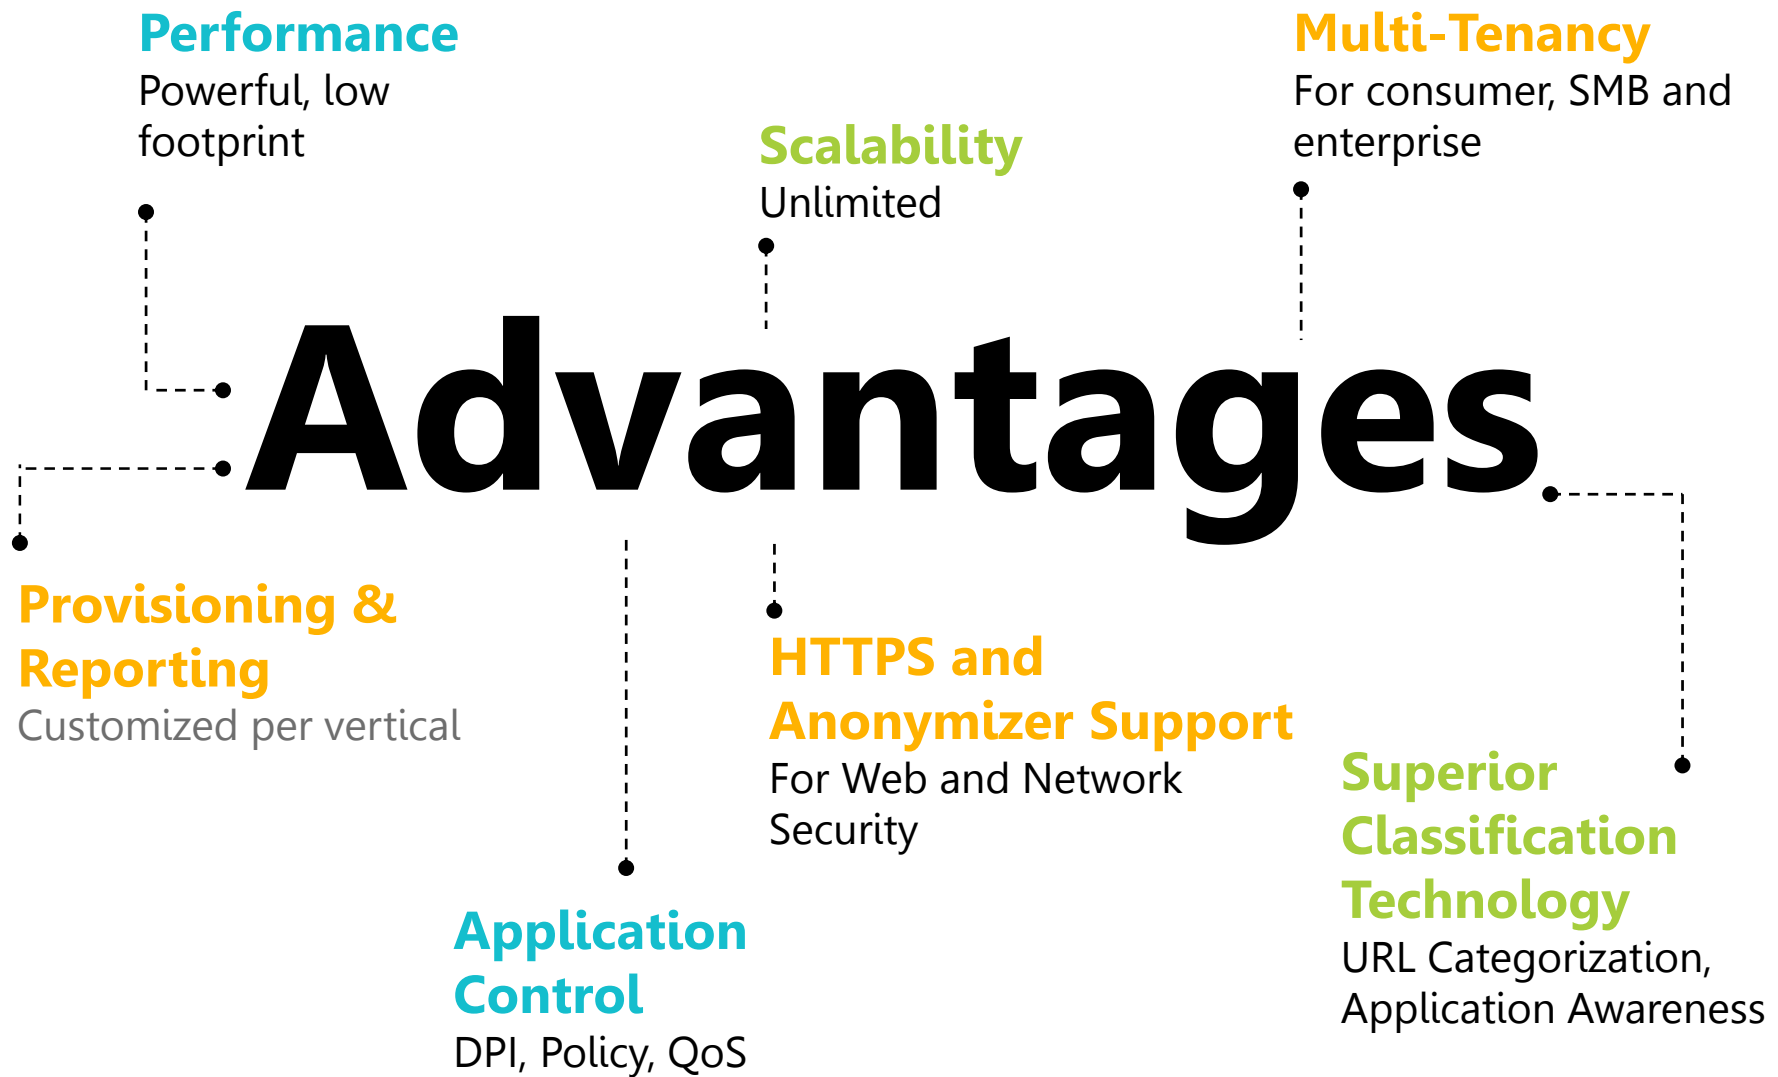 Performance
Powerful, low
footprint
Scalability
Unlimited
Multi-Tenancy
For consumer, SMB and
enterprise
Advantages
Provisioning &
Reporting
Customized per vertical
Application
Control
DPI, Policy, QoS
HTTPS and
Anonymizer Support
For Web and Network
Security
Superior
Classification
Technology
URL Categorization,
Application Awareness